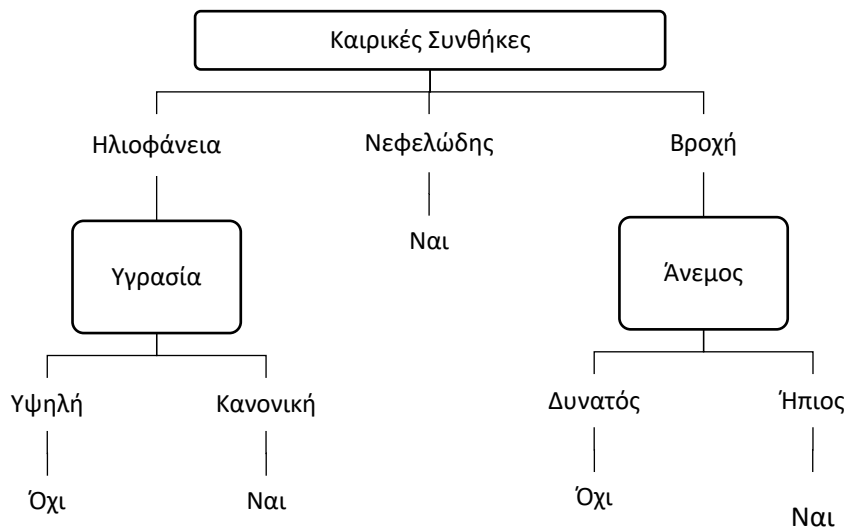 Καιρικές Συνθήκες
Ηλιοφάνεια
Νεφελώδης
Βροχή
Ναι
Υγρασία
Άνεμος
Υψηλή
Κανονική
Δυνατός
Ήπιος
Όχι
Ναι
Όχι
Ναι